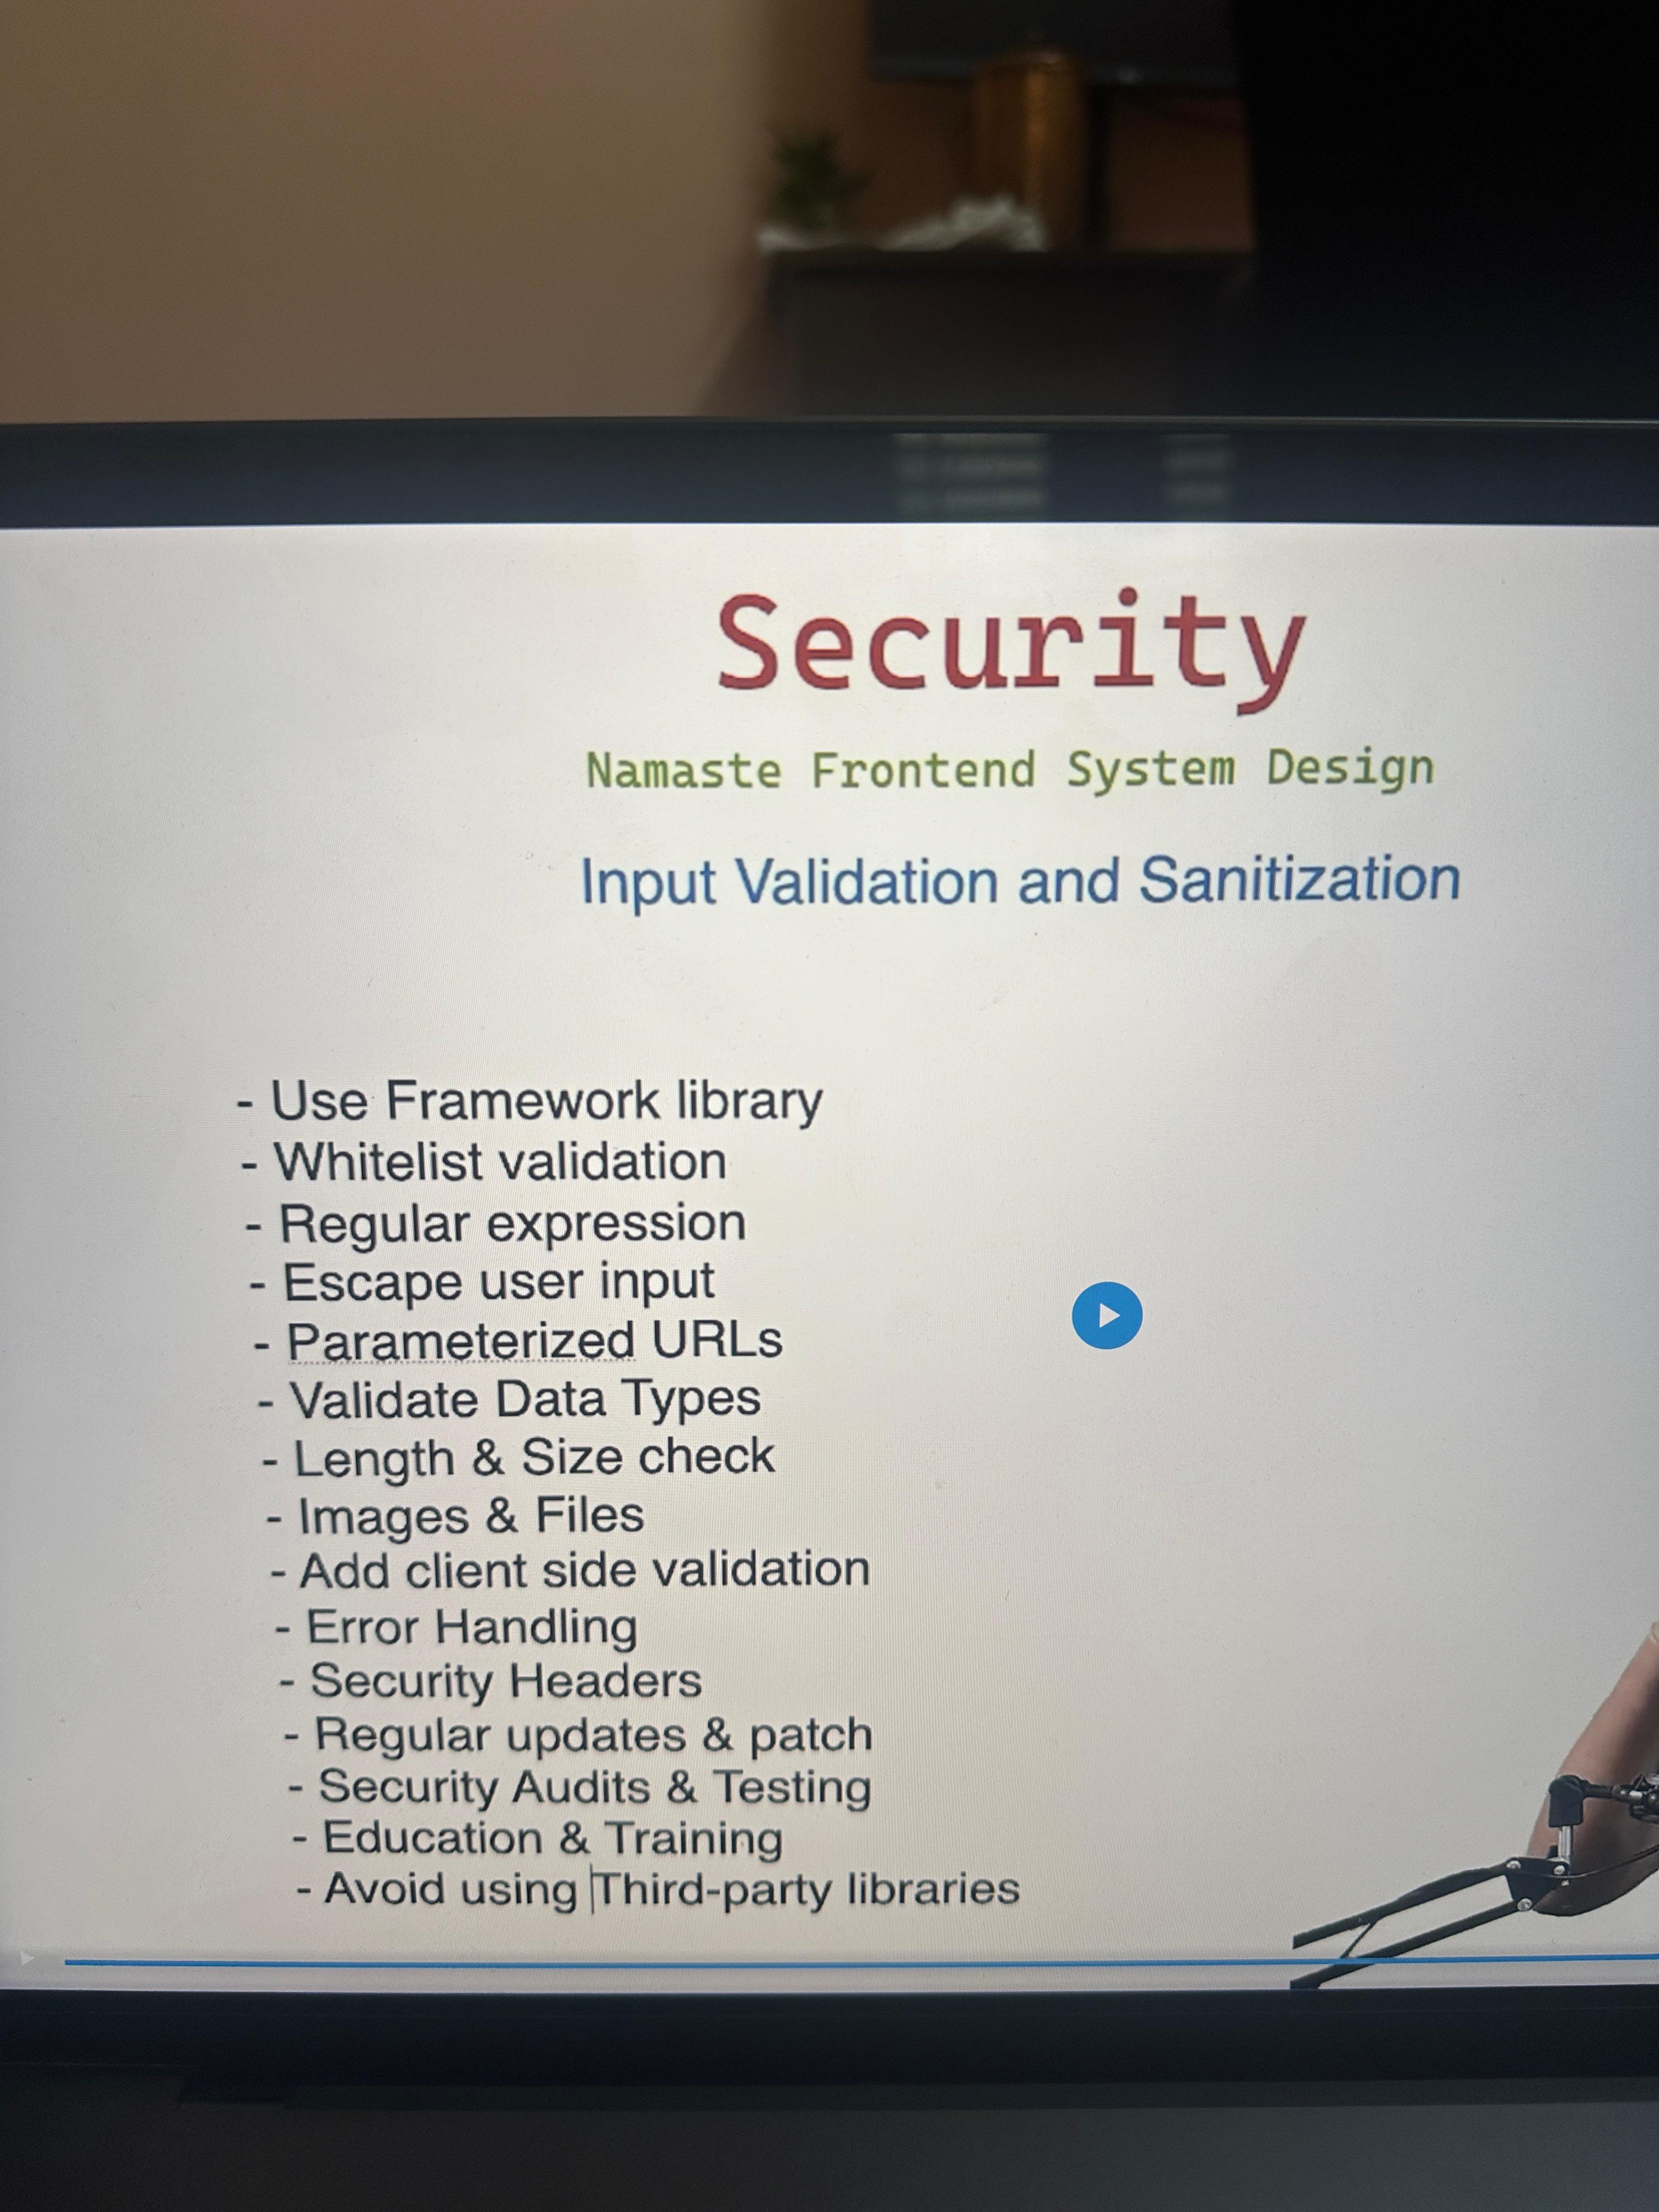 Security
Namaste Frontend System Design
Input Validation and Sanitization
- Use Framework library
- Whitelist validation
- Regular expression
- Escape user input
- Parameterized URLs
- Validate Data Types
- Length & Size check
- Images & Files
- Add client side validation
- Error Handling
- Security Headers
- Regular updates & patch
- Security Audits & Testing
- Education & Training
- Avoid using Third-party libraries